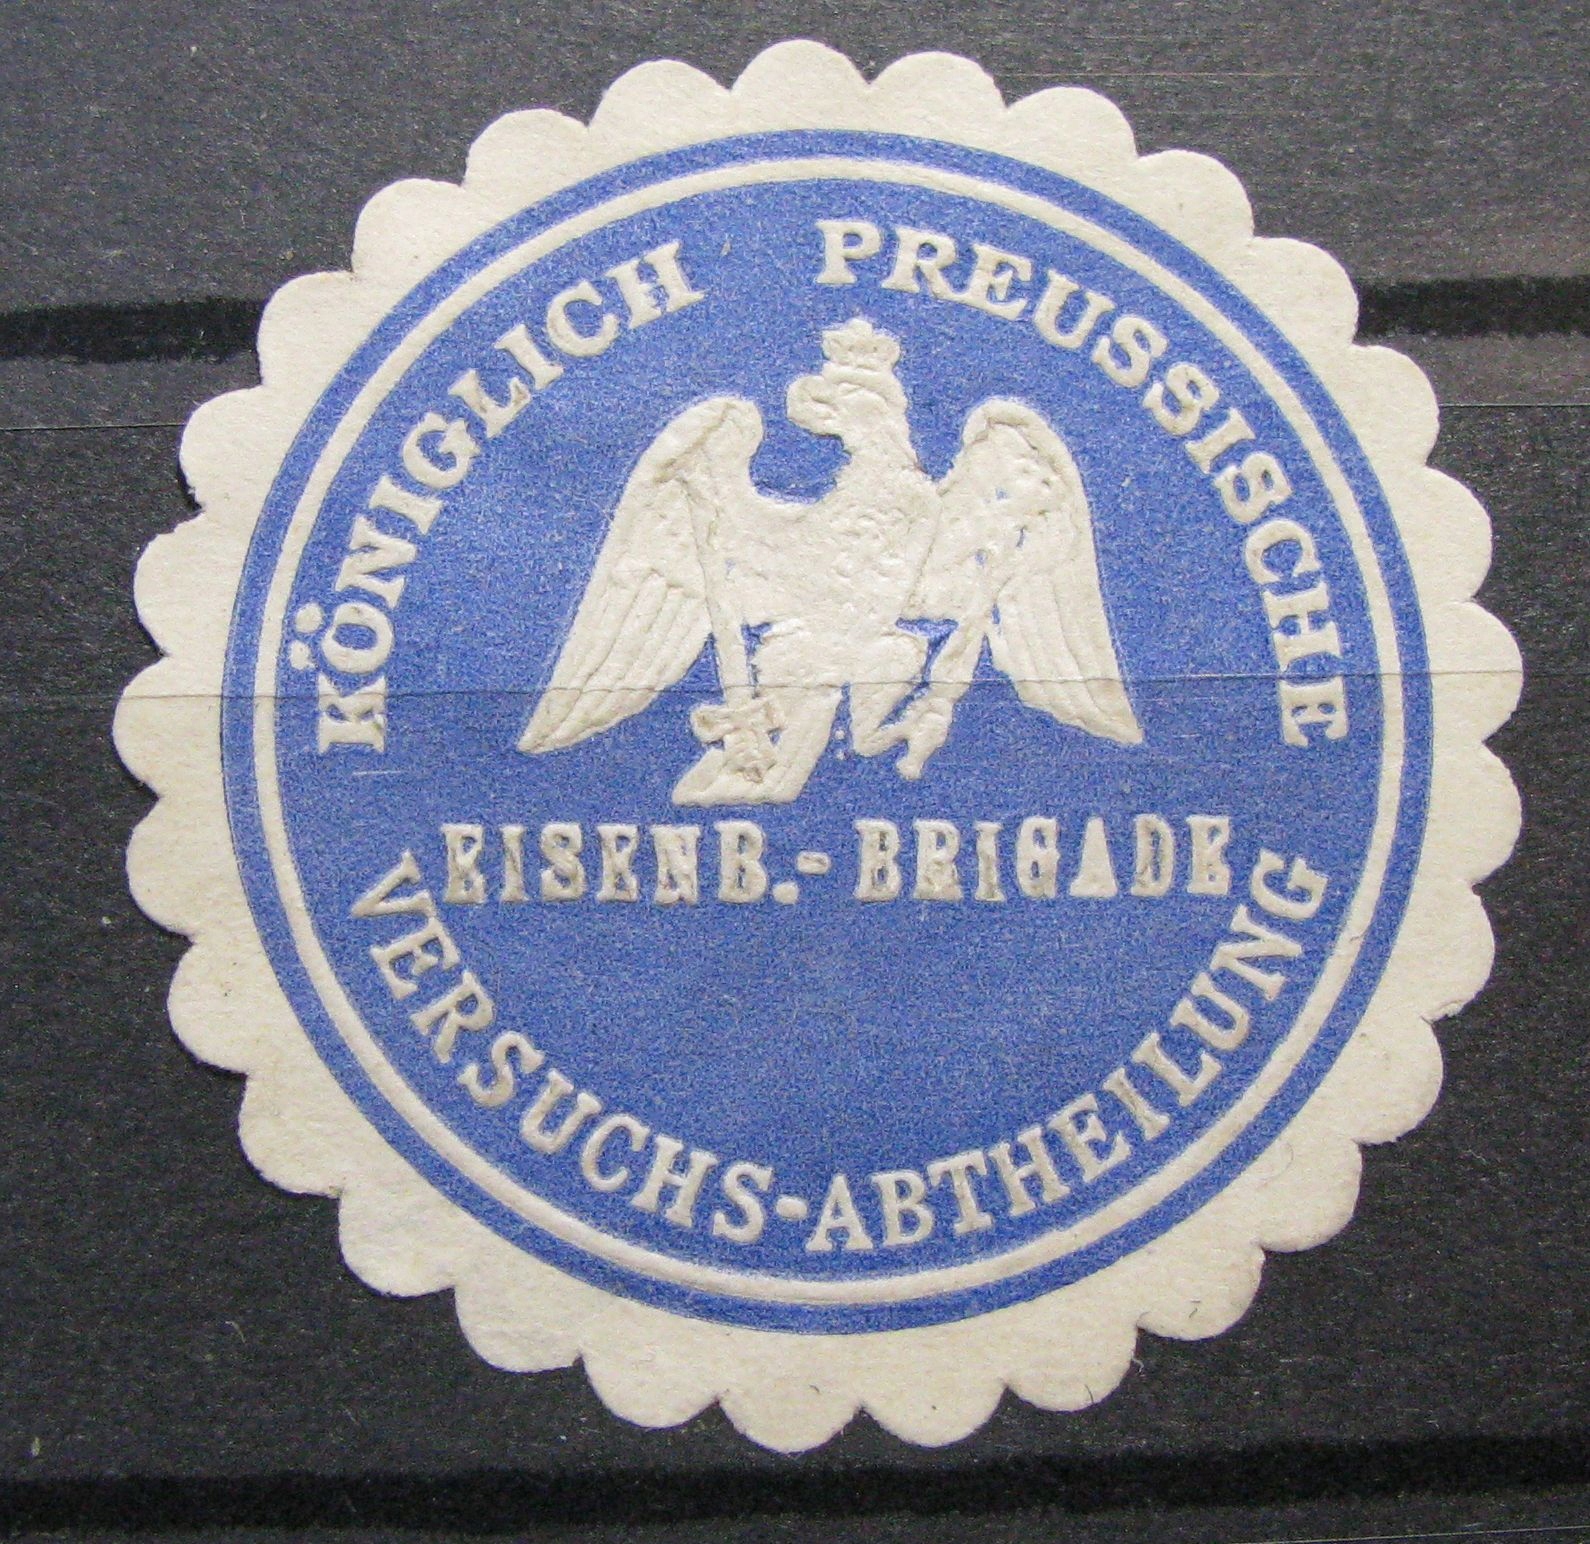 KÖNIGLICH PREUSSISCHE
EISENB.-BRIGADE
VERSUCHS-ABTHEILUNG